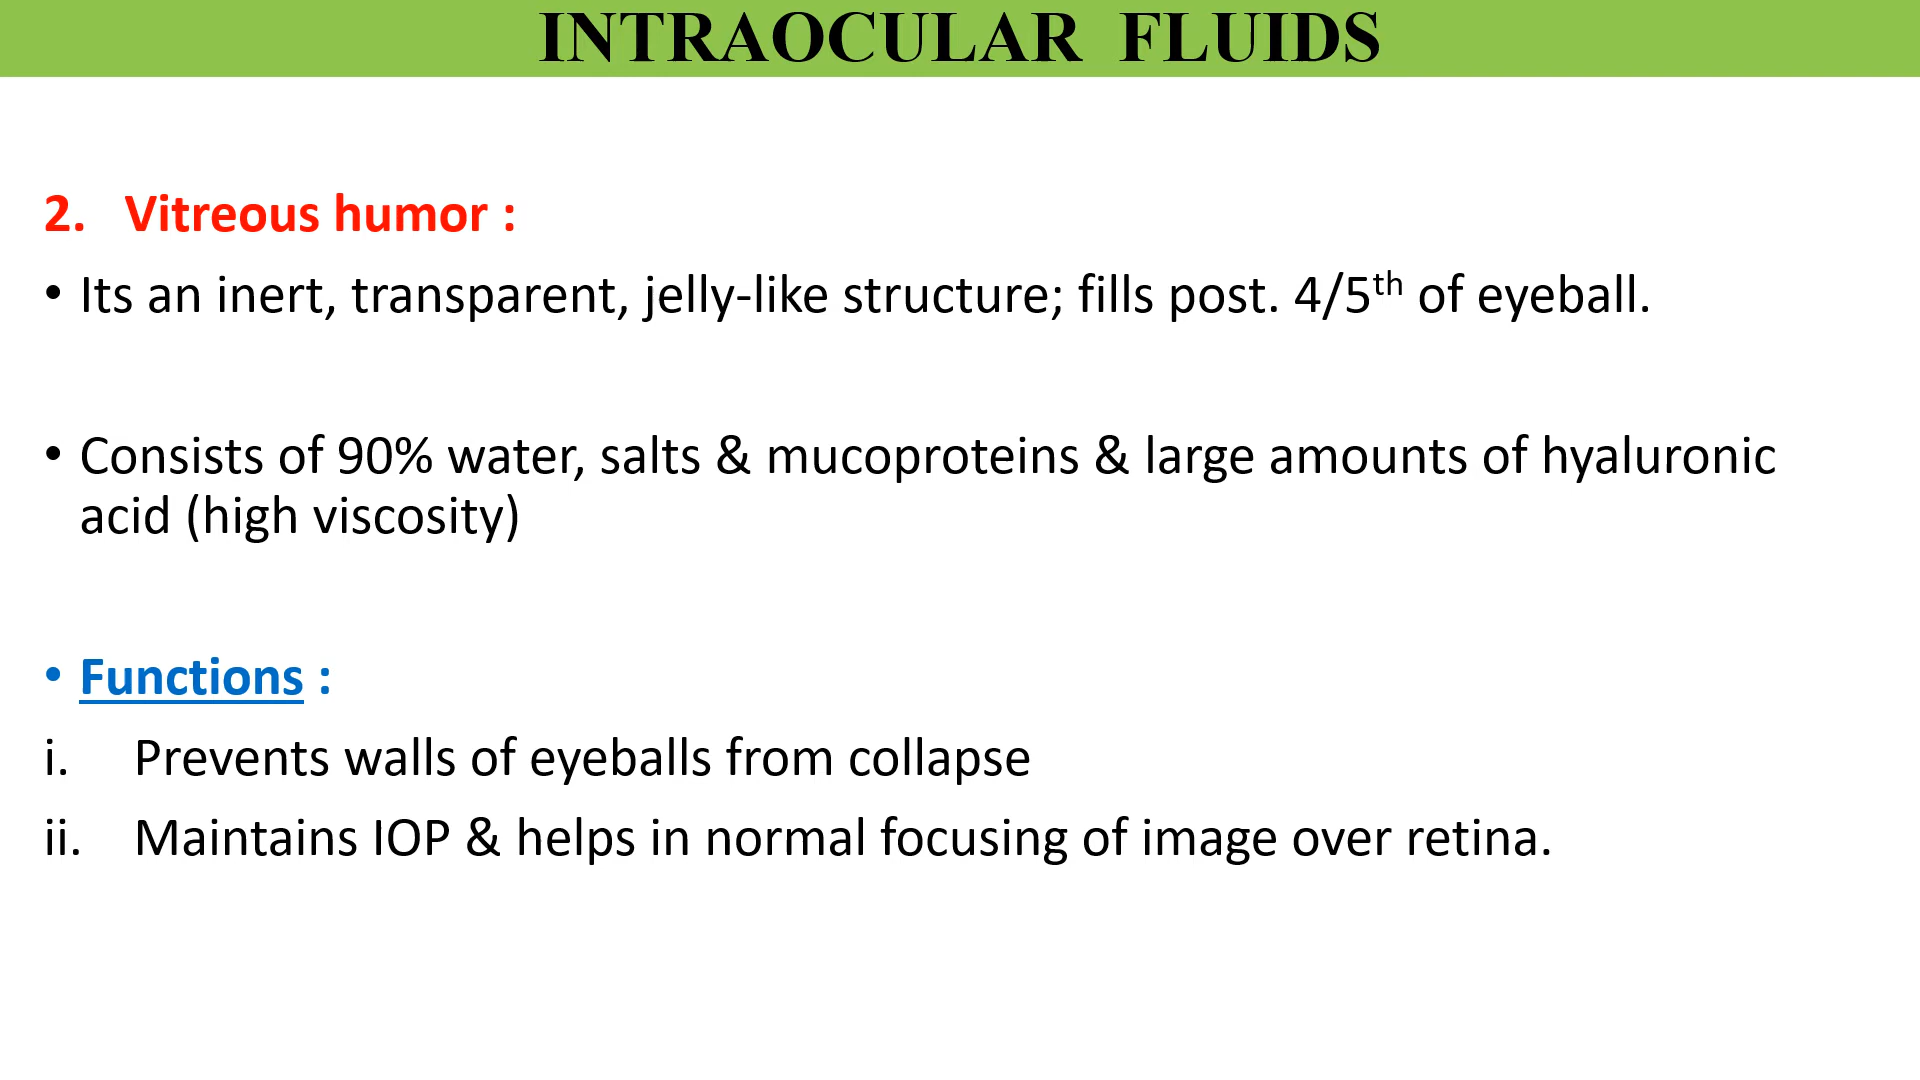 INTRAOCULAR FLUIDS
2. Vitreous humor :
• Its an inert, transparent, jelly-like structure; fills post. 4/5th of eyeball.
• Consists of 90% water, salts & mucoproteins & large amounts of hyaluronic
acid (high viscosity)
• Functions :
i. Prevents walls of eyeballs from collapse
ii. Maintains IOP & helps in normal focusing of image over retina.